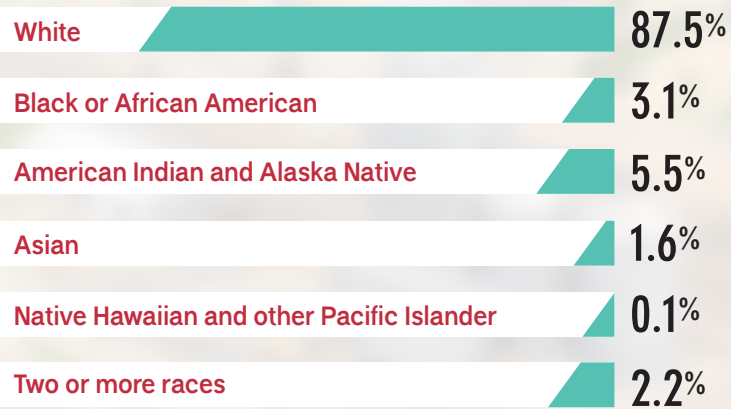 White 87.5%
Black or African American 3.1%
American Indian and Alaska Native 5.5%
Asian 1.6%
Native Hawaiian and other Pacific Islander 0.1%
Two or more races 2.2%